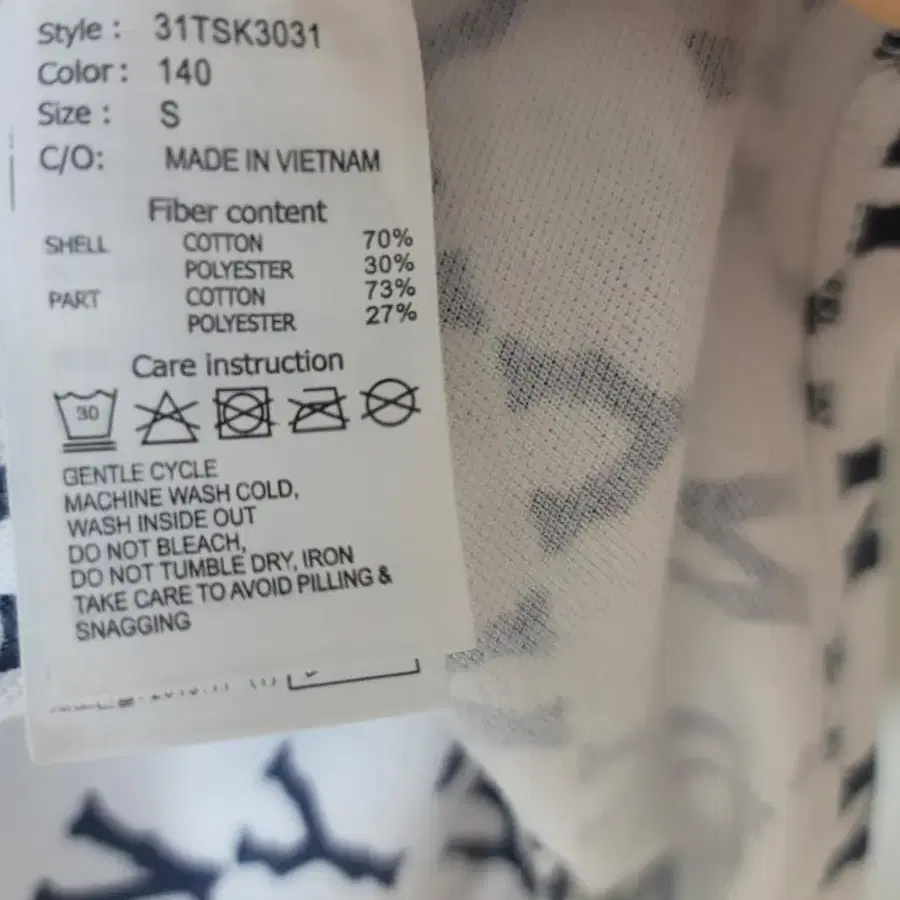 Style : 31TSK3031
Color : 140
Size : S
C/O: MADE IN VIETNAM
Fiber content
SHELL COTTON 70%
POLYESTER 30%
PART COTTON 73%
POLYESTER 27%
Care instruction
30
GENTLE CYCLE
MACHINE WASH COLD,
WASH INSIDE OUT
DO NOT BLEACH,
DO NOT TUMBLE DRY, IRON
TAKE CARE TO AVOID PILLING &
SNAGGING